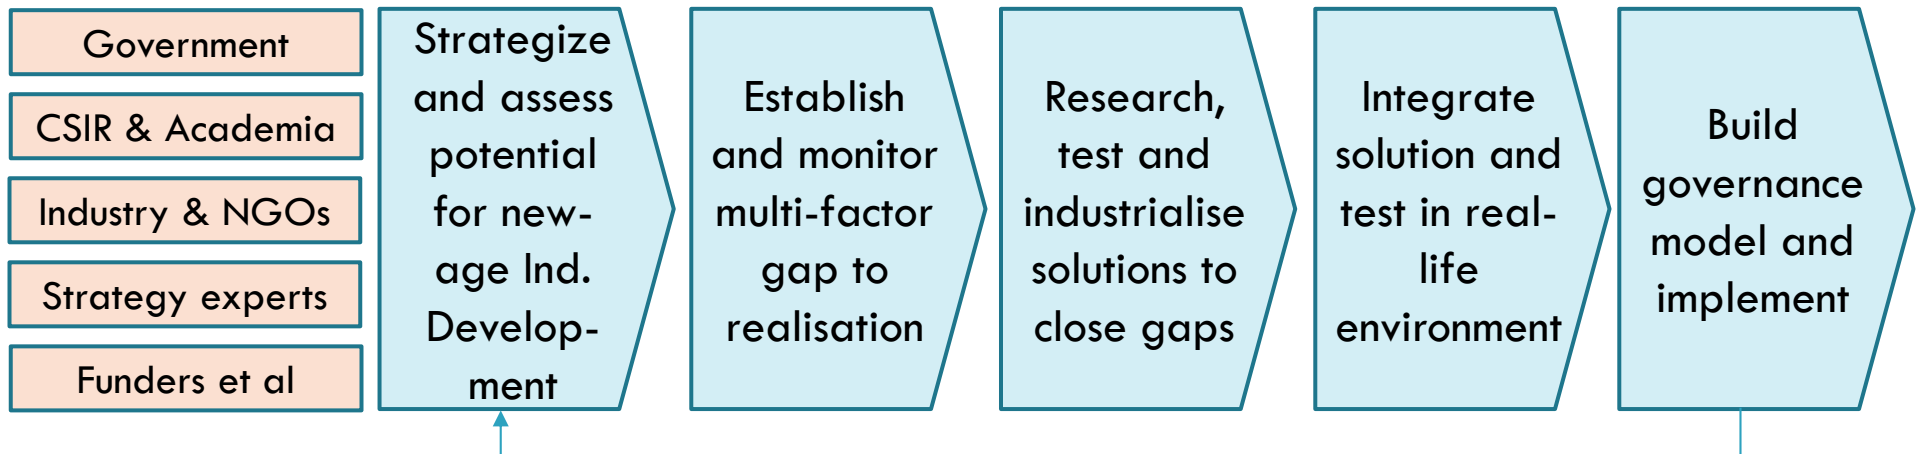 Government
CSIR & Academia
Industry & NGOs
Strategy experts
Funders et al
Strategize
and assess
potential
for new-
age Ind.
Develop-
ment
Establish
and monitor
multi-factor
gap to
realisation
Research,
test and
industrialise
solutions to
close gaps
Integrate
solution and
test in real-
life
environment
Build
governance
model and
implement